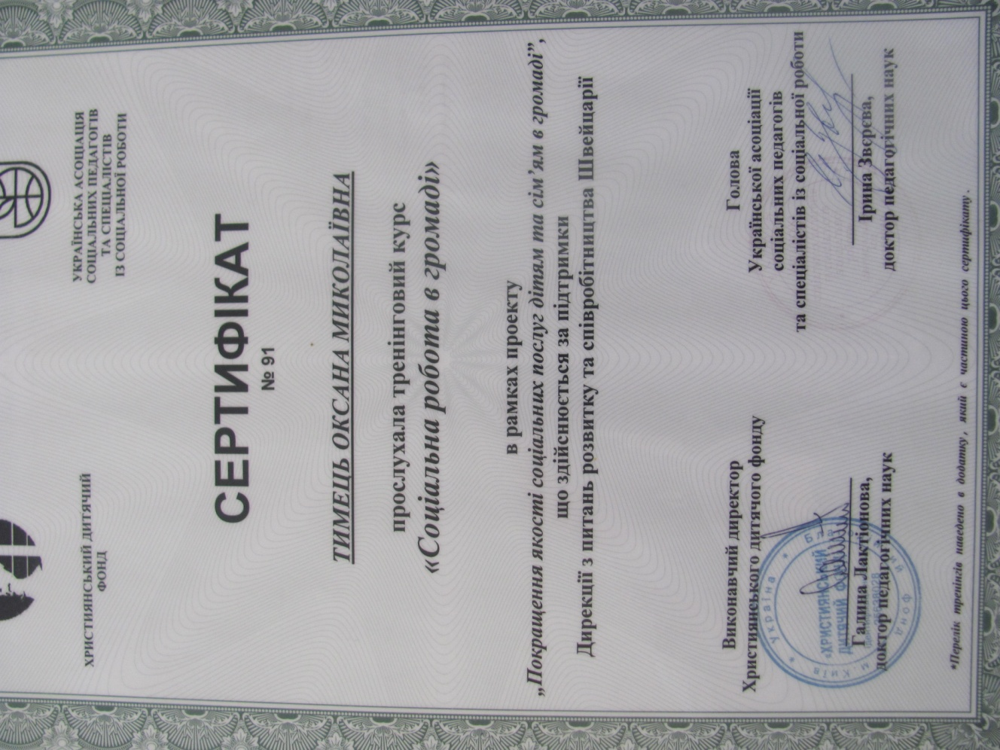 ХРИСТИЯНСЬКИЙ ДИТЯЧИЙ
ФОНД
УКРАЇНСЬКА АСОЦІАЦІЯ
СОЦІАЛЬНИХ ПЕДАГОГІВ
ТА СПЕЦІАЛІСТІВ
ІЗ СОЦІАЛЬНОЇ РОБОТИ
СЕРТИФІКАТ
№ 91
ТИМЕЦЬ ОКСАНА МИКОЛАЇВНА
прослухала тренінговий курс
«Соціальна робота в громаді»
в рамках проекту
„Покращення якості соціальних послуг дітям та сім’ям в громаді”,
що здійснюється за підтримки
Дирекції з питань розвитку та співробітництва Швейцарії
Виконавчий директор
Християнського дитячого фонду
Галина Лактіонова,
доктор педагогічних наук
Україна * Бла
«ХРИСТИЯНСЬКИЙ
ДИТЯЧИЙ ФОНД
м. Київ
фонд
Голова
Української асоціації
соціальних педагогів
та спеціалістів із соціальної роботи
Ірина Звєрєва,
доктор педагогічних наук
*Перелік тренінгів наведено в додатку, який є частиною цього сертифікату.